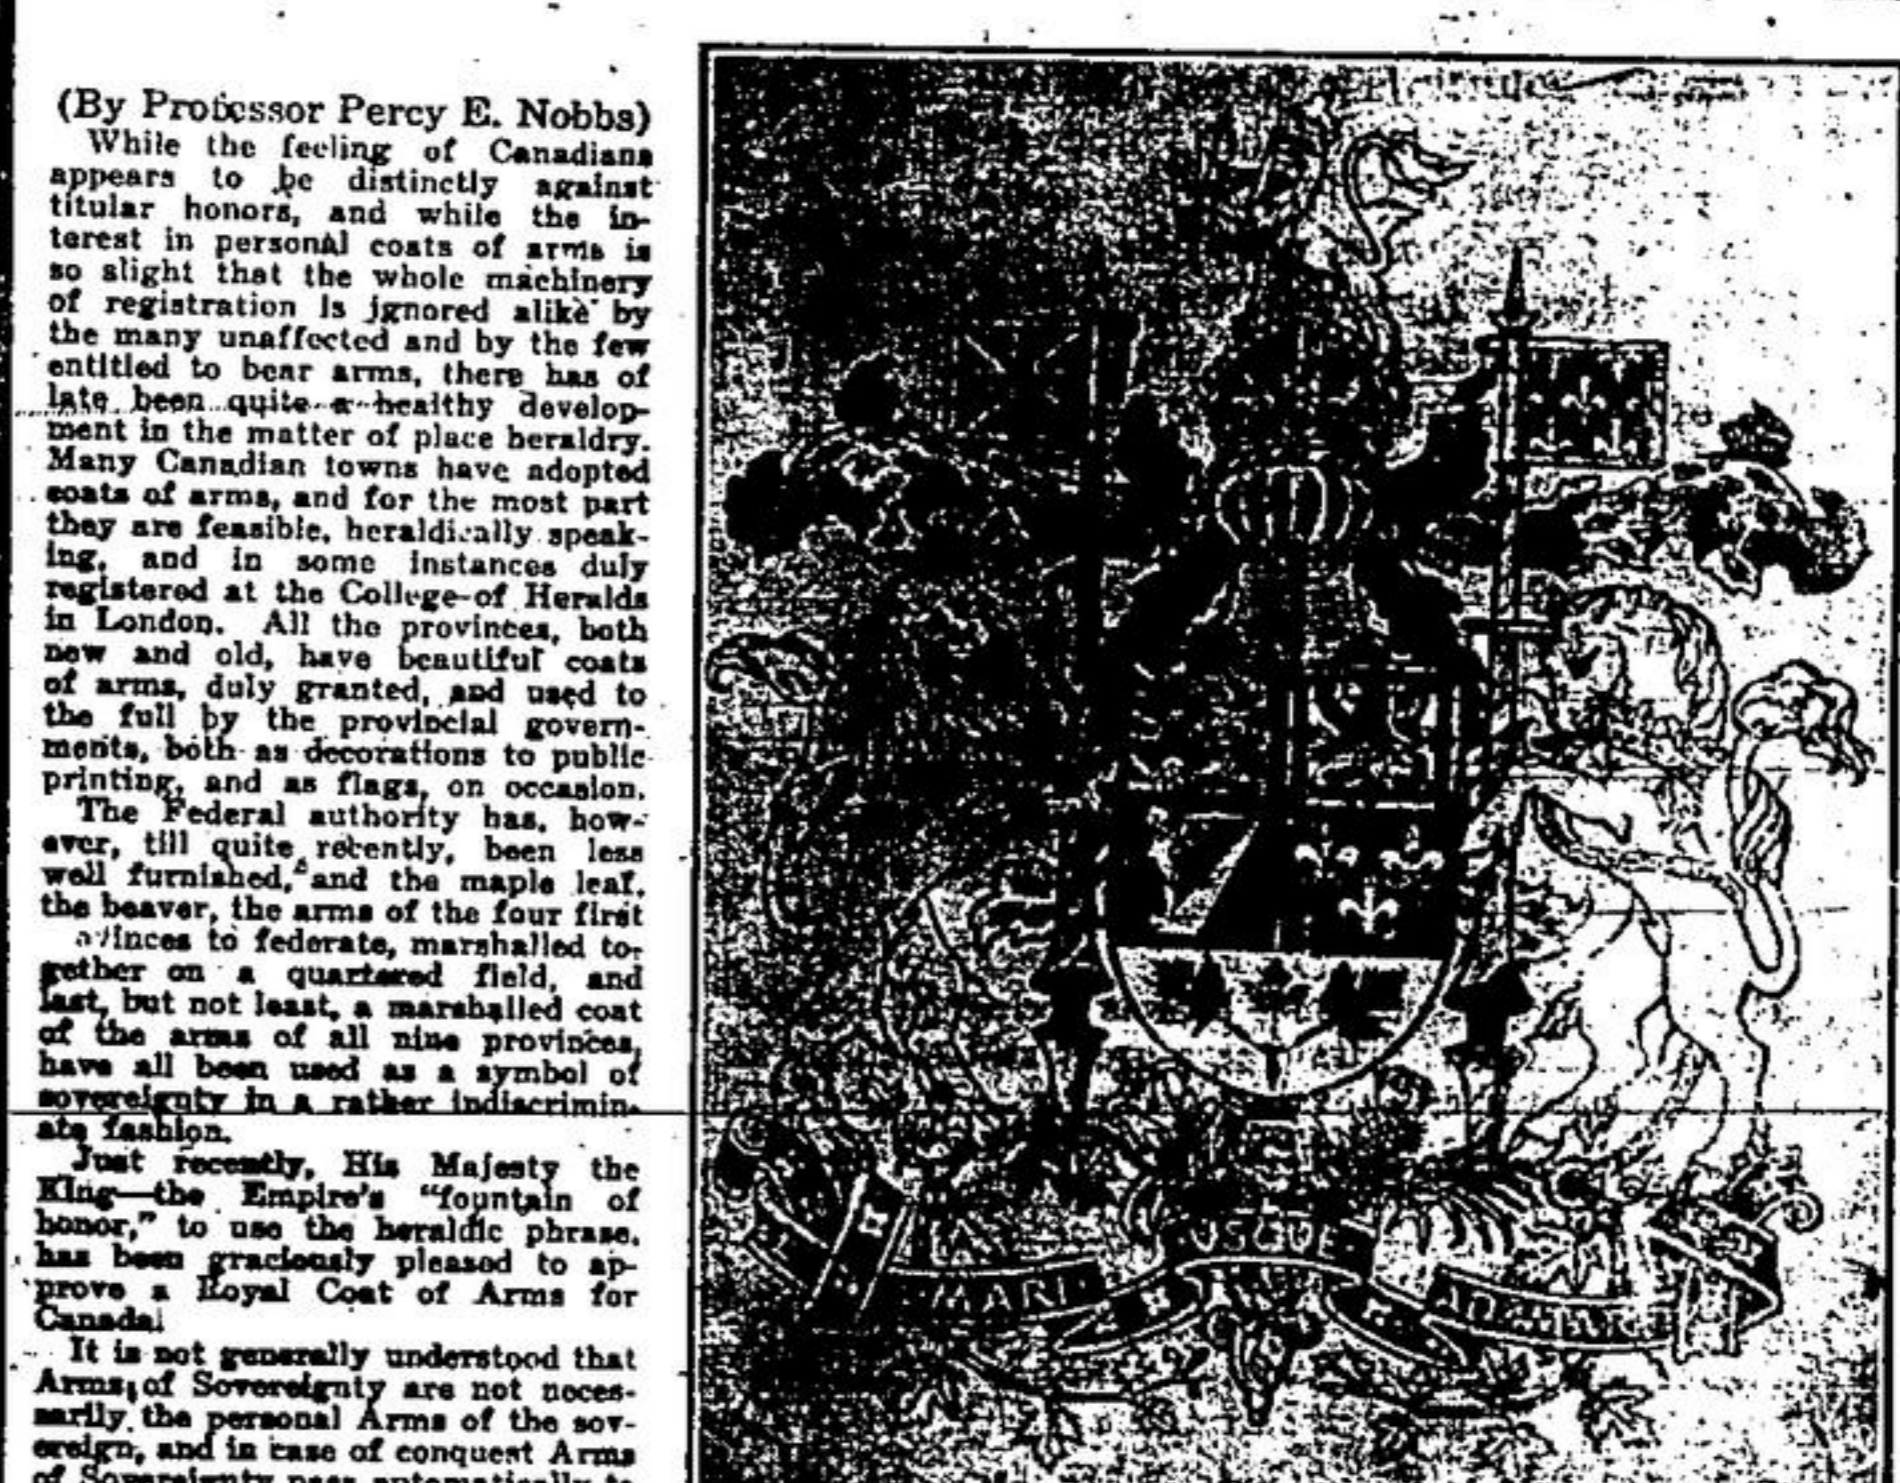 (By Professor Percy E. Nobbs)
While the feeling of Canadians
appears to be distinctly against
titular honors, and while the in-
terest in personal coats of arms is
so slight that the whole machinery
of registration is ignored alike by
the many unaffected and by the few
entitled to bear arms, there has of
late been quite a healthy develop-
ment in the matter of place heraldry.
Many Canadian towns have adopted
coats of arms, and for the most part
they are feasible, heraldically speak-
ing, and in some instances duly
registered at the College of Heralds
in London. All the provinces, both
new and old, have beautiful coats
of arms, duly granted, and used to
the full by the provincial govern-
ments, both as decorations to public
printing, and as flags, on occasion.
The Federal authority has, how-
ever, till quite recently, been less
well furnished, and the maple leaf,
the beaver, the arms of the four first
provinces to federate, marshalled to-
gether on a quartered field, and
last, but not least, a marshalled coat
of the arms of all nine provinces,
have all been used as a symbol of
sovereignty in a rather indiscrimin-
ate fashion.
Just recently, His Majesty the
King—the Empire's "fountain of
honor," to use the heraldic phrase,
has been graciously pleased to ap-
prove a Royal Coat of Arms for
Canada!
It is not generally understood that
Arms of Sovereignty are not neces-
sarily the personal Arms of the sov-
ereign, and in case of conquest Arms
of Sovereignty pass automatically to
A MARI USQUE AD MARE